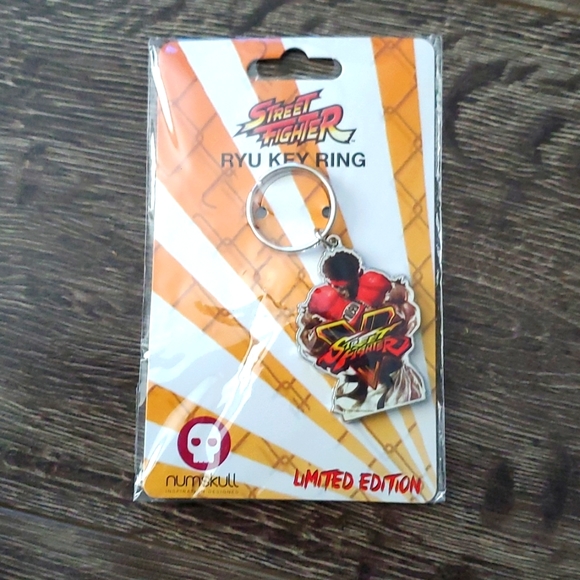 STREET
FIGHTER
RYU KEY RING
V
STREET
FIGHTER
V
numskull
LIMITED EDITION